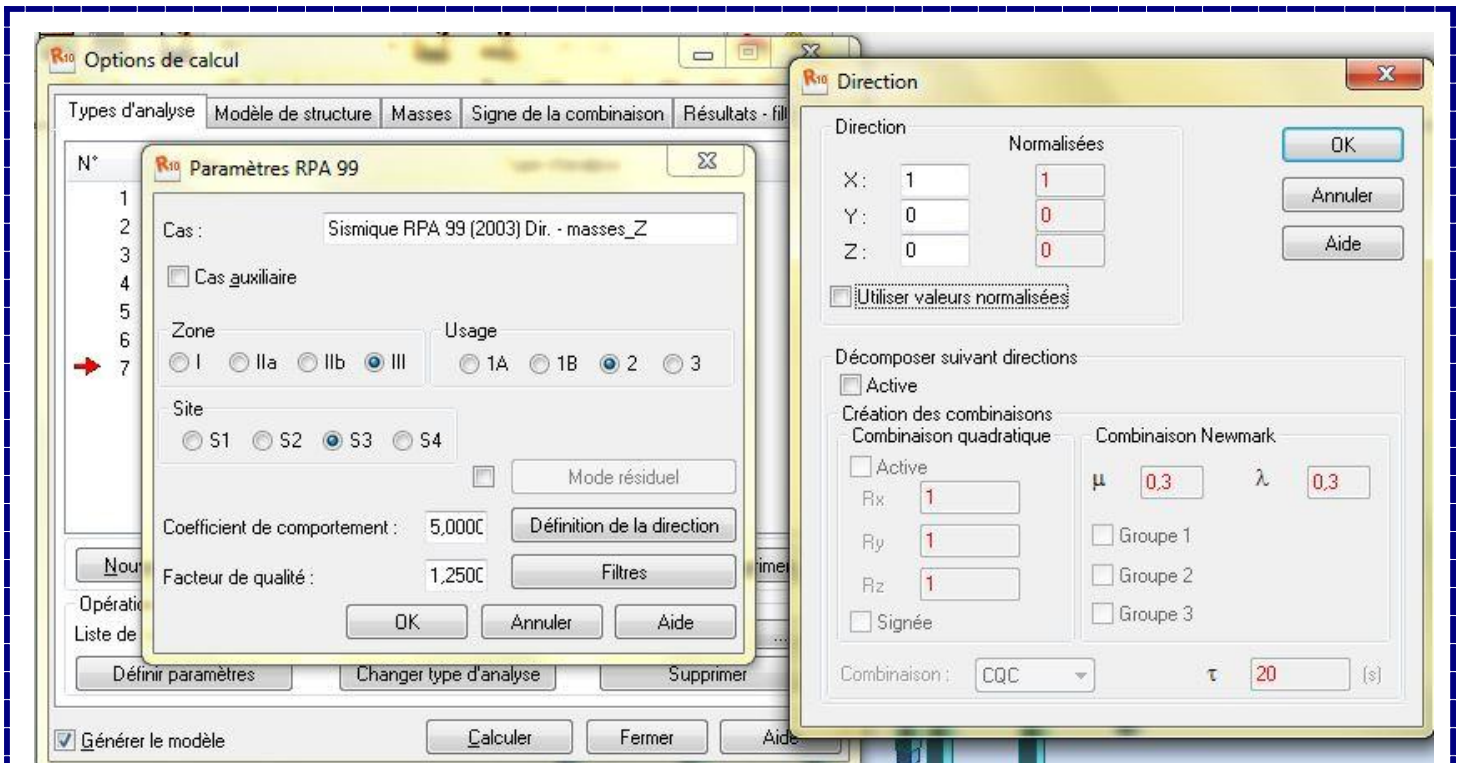 R10 Options de calcul
Types d'analyse Modèle de structure Masses Signe de la combinaison Résultats - fil
N°
1
2
3
4
5
6
7
Nou
Opératio
Liste de
...
Définir paramètres Changer type d'analyse Supprimer
Générer le modèle Calculer Fermer Aide
R10 Paramètres RPA 99
Cas : Sismique RPA 99 (2003) Dir. - masses_Z
Cas auxiliaire
Zone Usage
I IIa IIb III 1A 1B 2 3
Site
S1 S2 S3 S4
Mode résiduel
Coefficient de comportement : 5,0000 Définition de la direction
Facteur de qualité : 1,2500 Filtres
OK Annuler Aide
R10 Direction
Direction
Normalisées
X : 1 1
Y : 0 0
Z : 0 0
Utiliser valeurs normalisées
OK
Annuler
Aide
Décomposer suivant directions
Active
Création des combinaisons
Combinaison quadratique Combinaison Newmark
Active
μ 0,3 λ 0,3
Rx 1
Ry 1
Rz 1
Signée
Groupe 1
Groupe 2
Groupe 3
Combinaison : CQC τ 20 (s)